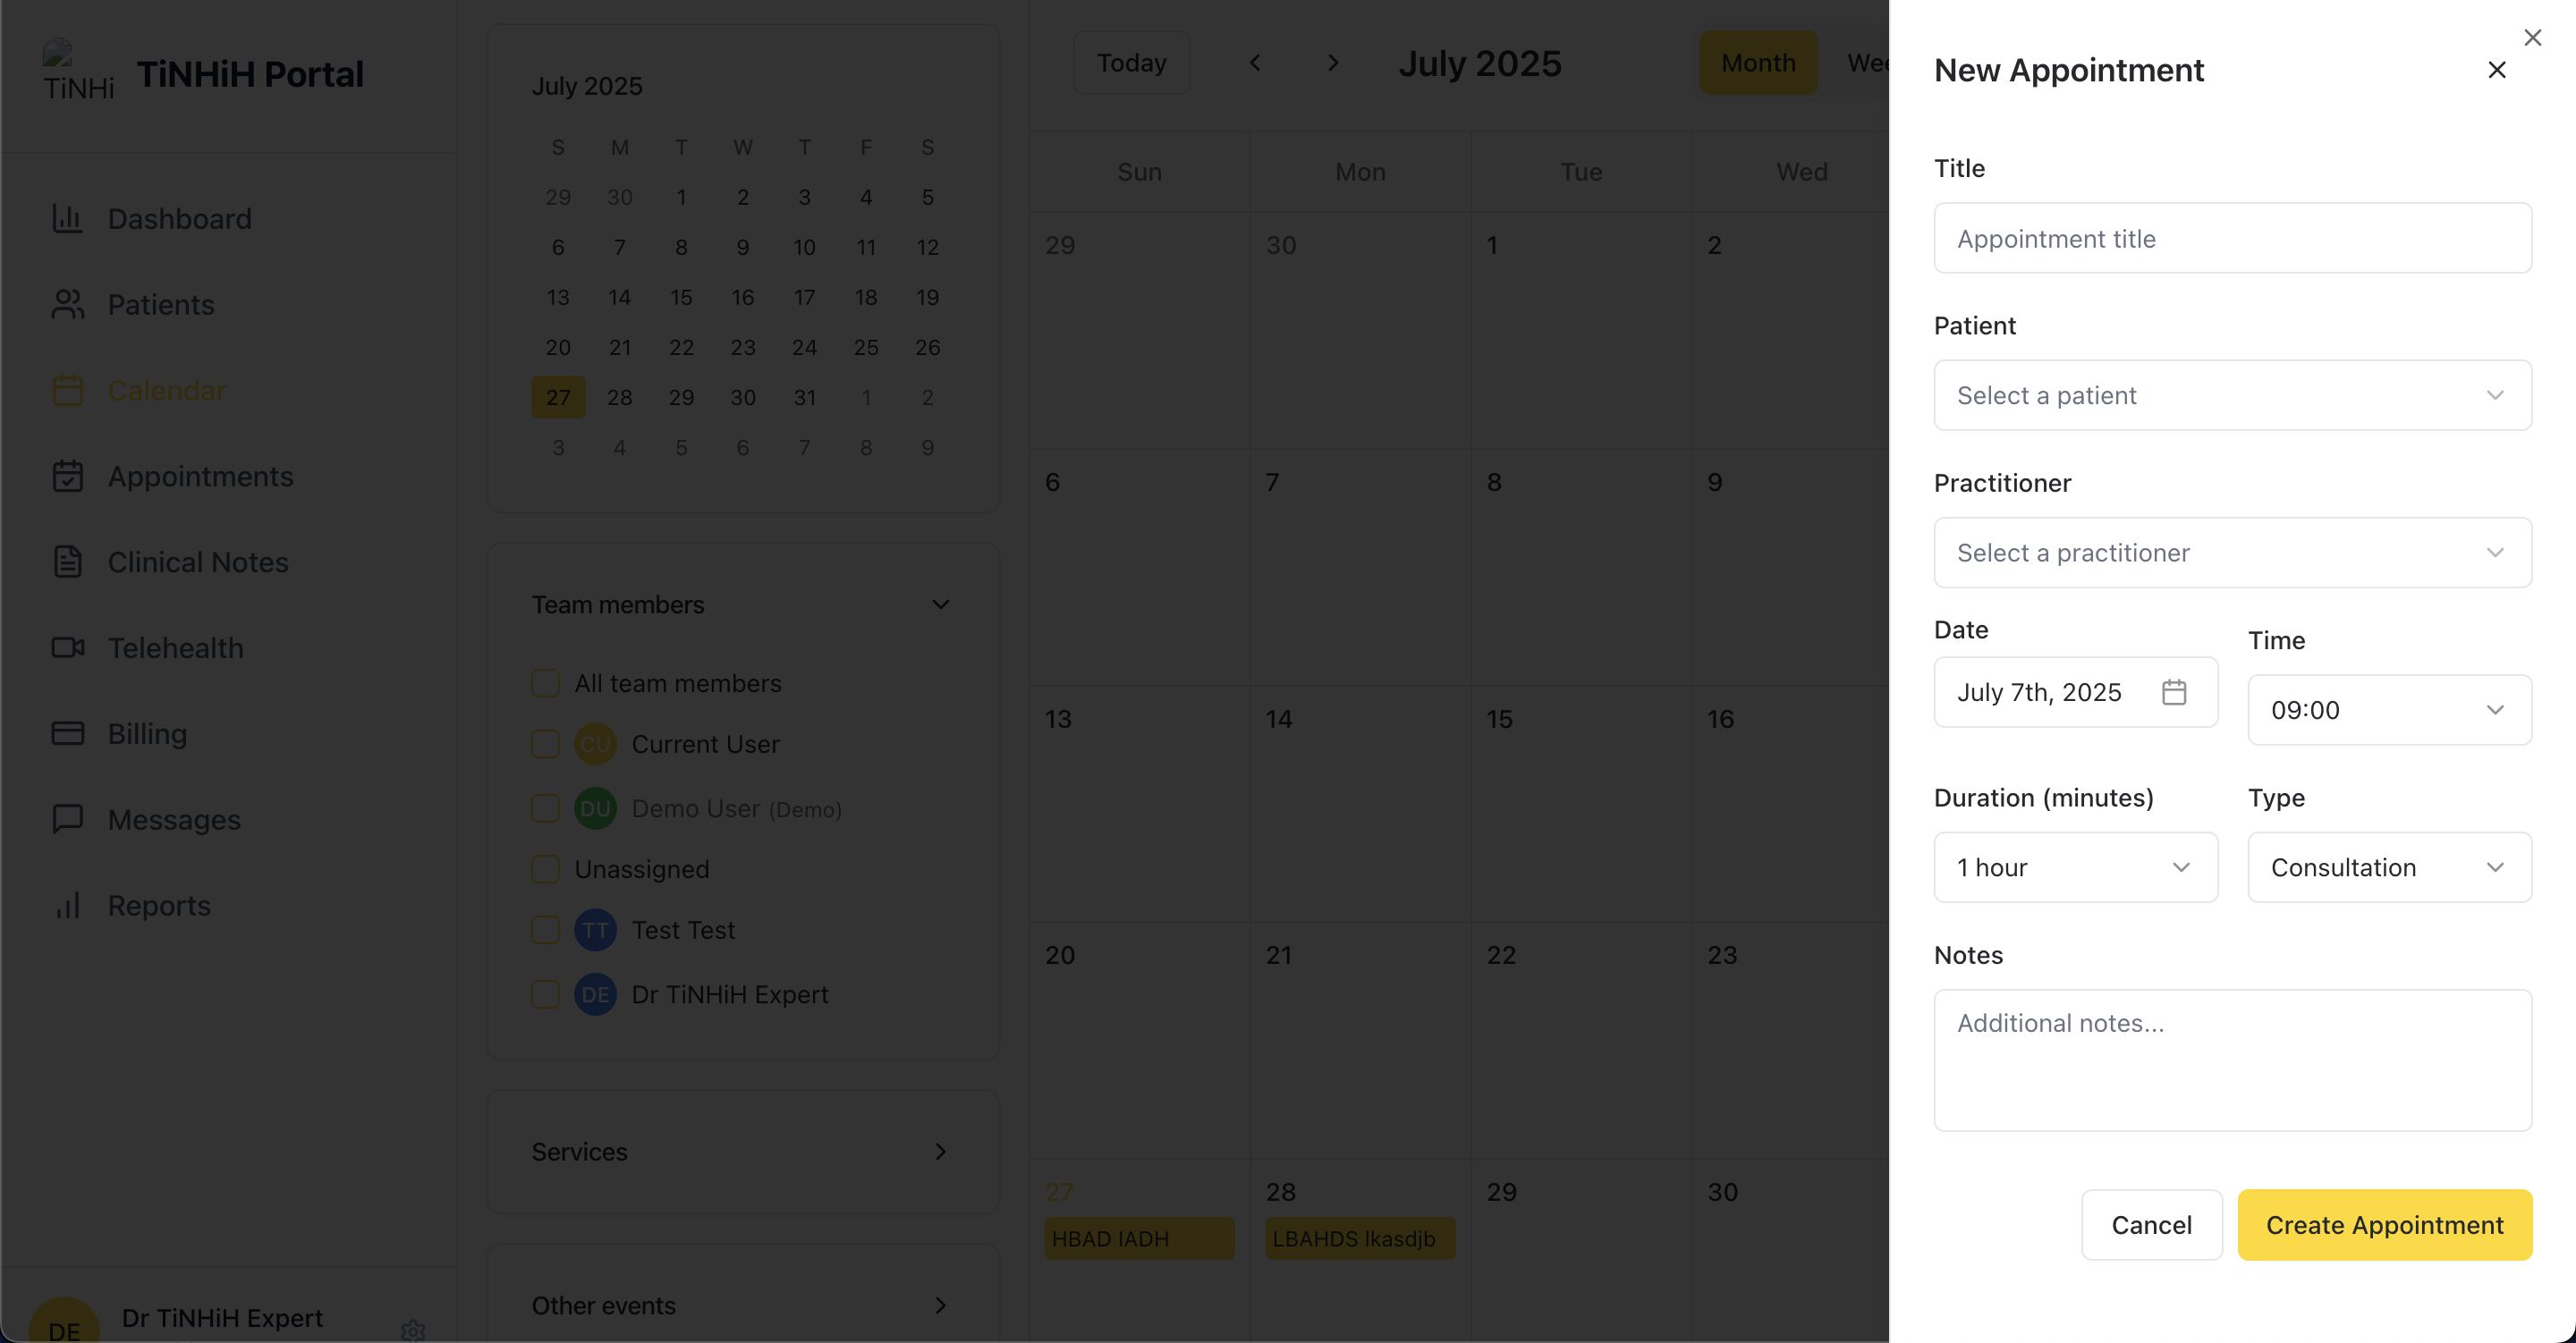 TiNHi
TiNHiH Portal
Dashboard
Patients
Calendar
Appointments
Clinical Notes
Telehealth
Billing
Messages
Reports
DE
Dr TiNHiH Expert
July 2025
S M T W T F S
29 30 1 2 3 4 5
6 7 8 9 10 11 12
13 14 15 16 17 18 19
20 21 22 23 24 25 26
27 28 29 30 31 1 2
3 4 5 6 7 8 9
Team members
All team members
CU Current User
DU Demo User (Demo)
Unassigned
TT Test Test
DE Dr TiNHiH Expert
Services
Other events
Today
July 2025
Month
Wee
Sun Mon Tue Wed
29 30 1 2
6 7 8 9
13 14 15 16
20 21 22 23
27 28 29 30
HBAD IADH
LBAHDS lkasdjb
New Appointment
Title
Appointment title
Patient
Select a patient
Practitioner
Select a practitioner
Date
July 7th, 2025
Time
09:00
Duration (minutes)
1 hour
Type
Consultation
Notes
Additional notes...
Cancel
Create Appointment